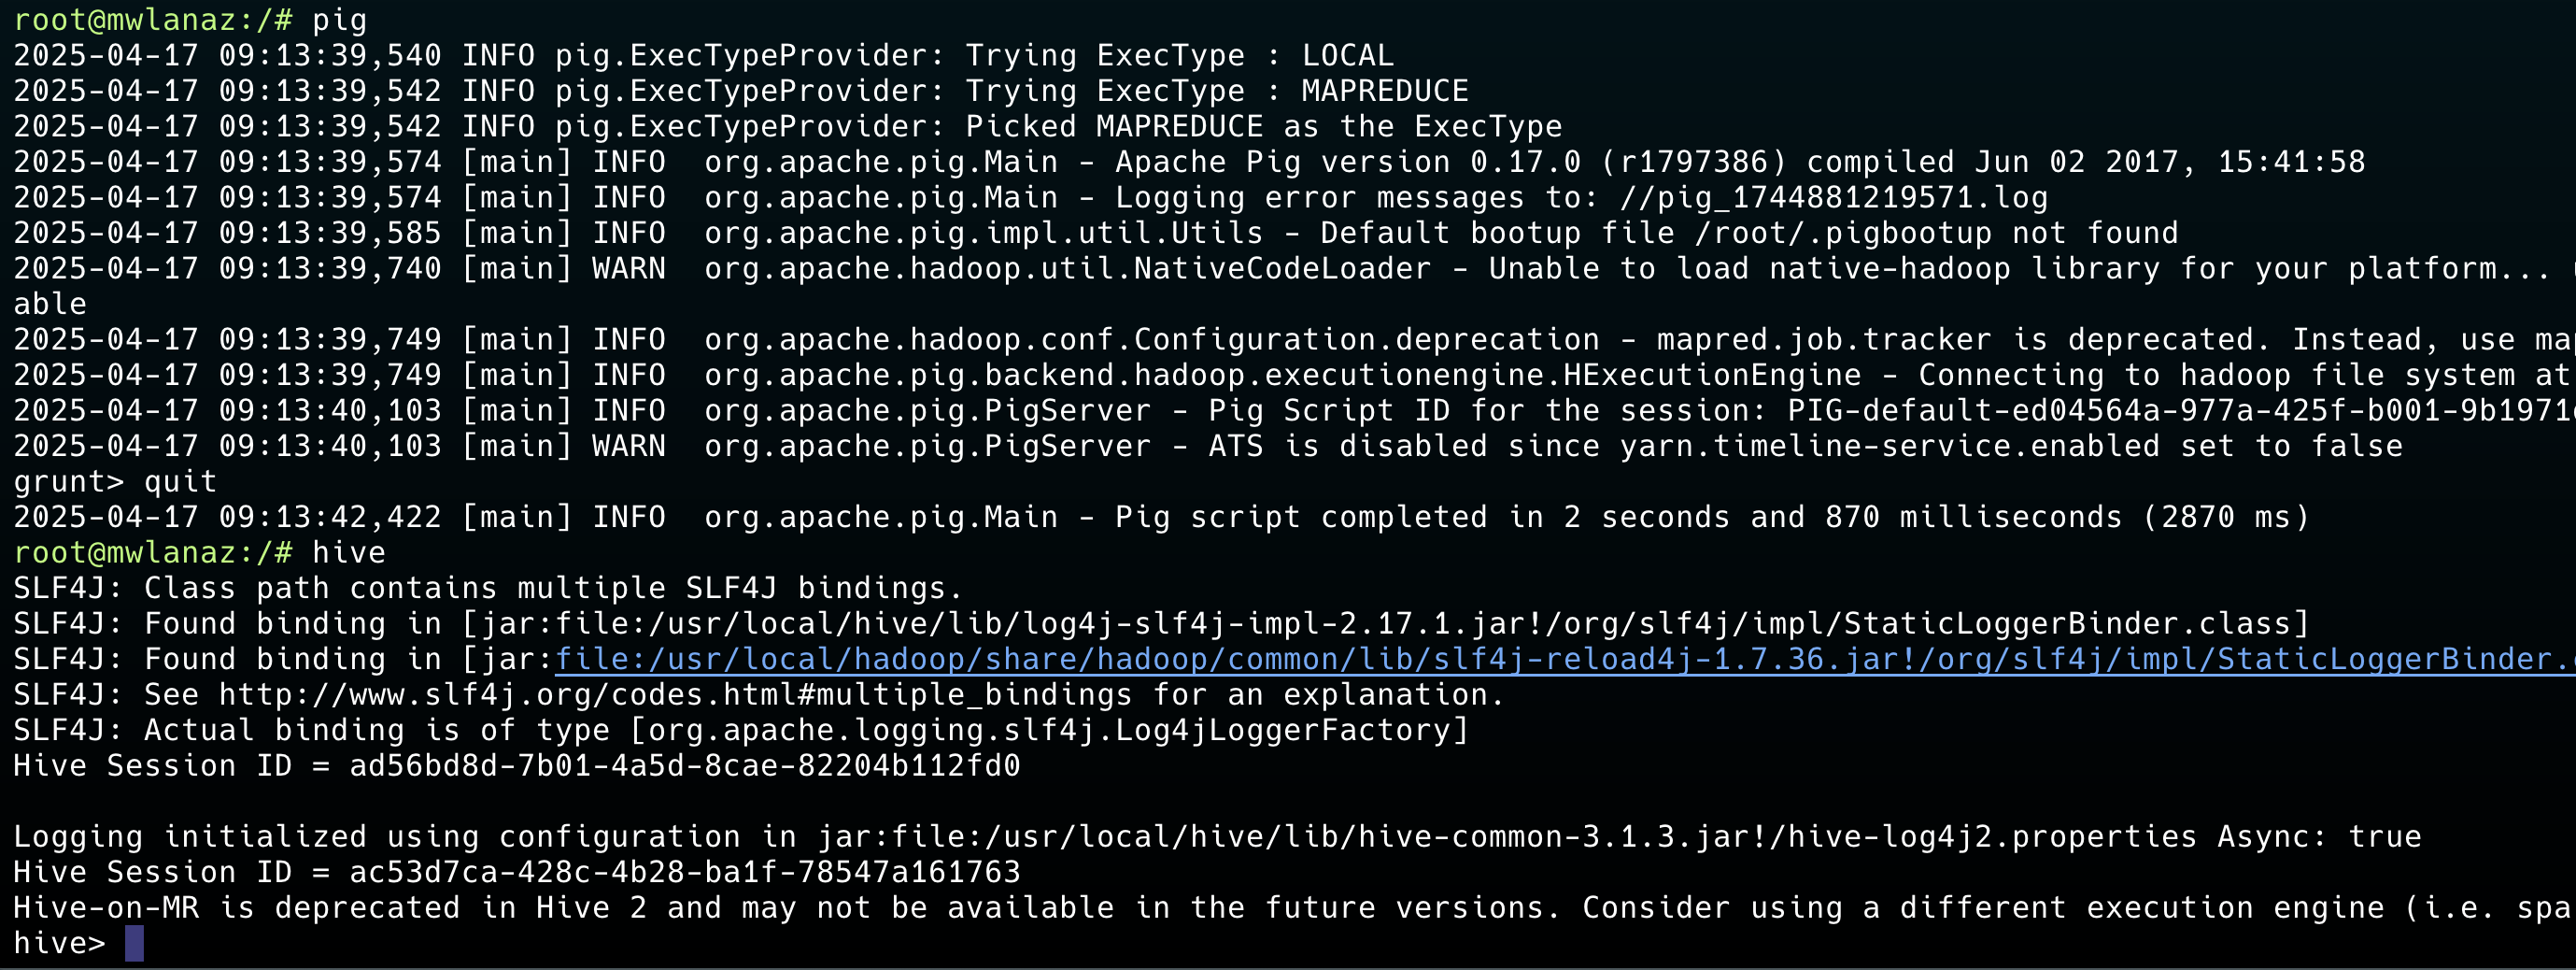 root@mwlanaz:/# pig
2025-04-17 09:13:39,540 INFO pig.ExecTypeProvider: Trying ExecType : LOCAL
2025-04-17 09:13:39,542 INFO pig.ExecTypeProvider: Trying ExecType : MAPREDUCE
2025-04-17 09:13:39,542 INFO pig.ExecTypeProvider: Picked MAPREDUCE as the ExecType
2025-04-17 09:13:39,574 [main] INFO  org.apache.pig.Main - Apache Pig version 0.17.0 (r1797386) compiled Jun 02 2017, 15:41:58
2025-04-17 09:13:39,574 [main] INFO  org.apache.pig.Main - Logging error messages to: //pig_1744881219571.log
2025-04-17 09:13:39,585 [main] INFO  org.apache.pig.impl.util.Utils - Default bootup file /root/.pigbootup not found
2025-04-17 09:13:39,740 [main] WARN  org.apache.hadoop.util.NativeCodeLoader - Unable to load native-hadoop library for your platform...
able
2025-04-17 09:13:39,749 [main] INFO  org.apache.hadoop.conf.Configuration.deprecation - mapred.job.tracker is deprecated. Instead, use
2025-04-17 09:13:39,749 [main] INFO  org.apache.pig.backend.hadoop.executionengine.HExecutionEngine - Connecting to hadoop file system at
2025-04-17 09:13:40,103 [main] INFO  org.apache.pig.PigServer - Pig Script ID for the session: PIG-default-ed04564a-977a-425f-b001-9b1971
2025-04-17 09:13:40,103 [main] WARN  org.apache.pig.PigServer - ATS is disabled since yarn.timeline-service.enabled set to false
grunt> quit
2025-04-17 09:13:42,422 [main] INFO  org.apache.pig.Main - Pig script completed in 2 seconds and 870 milliseconds (2870 ms)
root@mwlanaz:/# hive
SLF4J: Class path contains multiple SLF4J bindings.
SLF4J: Found binding in [jar:file:/usr/local/hive/lib/log4j-slf4j-impl-2.17.1.jar!/org/slf4j/impl/StaticLoggerBinder.class]
SLF4J: Found binding in [jar:file:/usr/local/hadoop/share/hadoop/common/lib/slf4j-reload4j-1.7.36.jar!/org/slf4j/impl/StaticLoggerBinder.
SLF4J: See http://www.slf4j.org/codes.html#multiple_bindings for an explanation.
SLF4J: Actual binding is of type [org.apache.logging.slf4j.Log4jLoggerFactory]
Hive Session ID = ad56bd8d-7b01-4a5d-8cae-82204b112fd0
Logging initialized using configuration in jar:file:/usr/local/hive/lib/hive-common-3.1.3.jar!/hive-log4j2.properties Async: true
Hive Session ID = ac53d7ca-428c-4b28-ba1f-78547a161763
Hive-on-MR is deprecated in Hive 2 and may not be available in the future versions. Consider using a different execution engine (i.e. spa
hive>